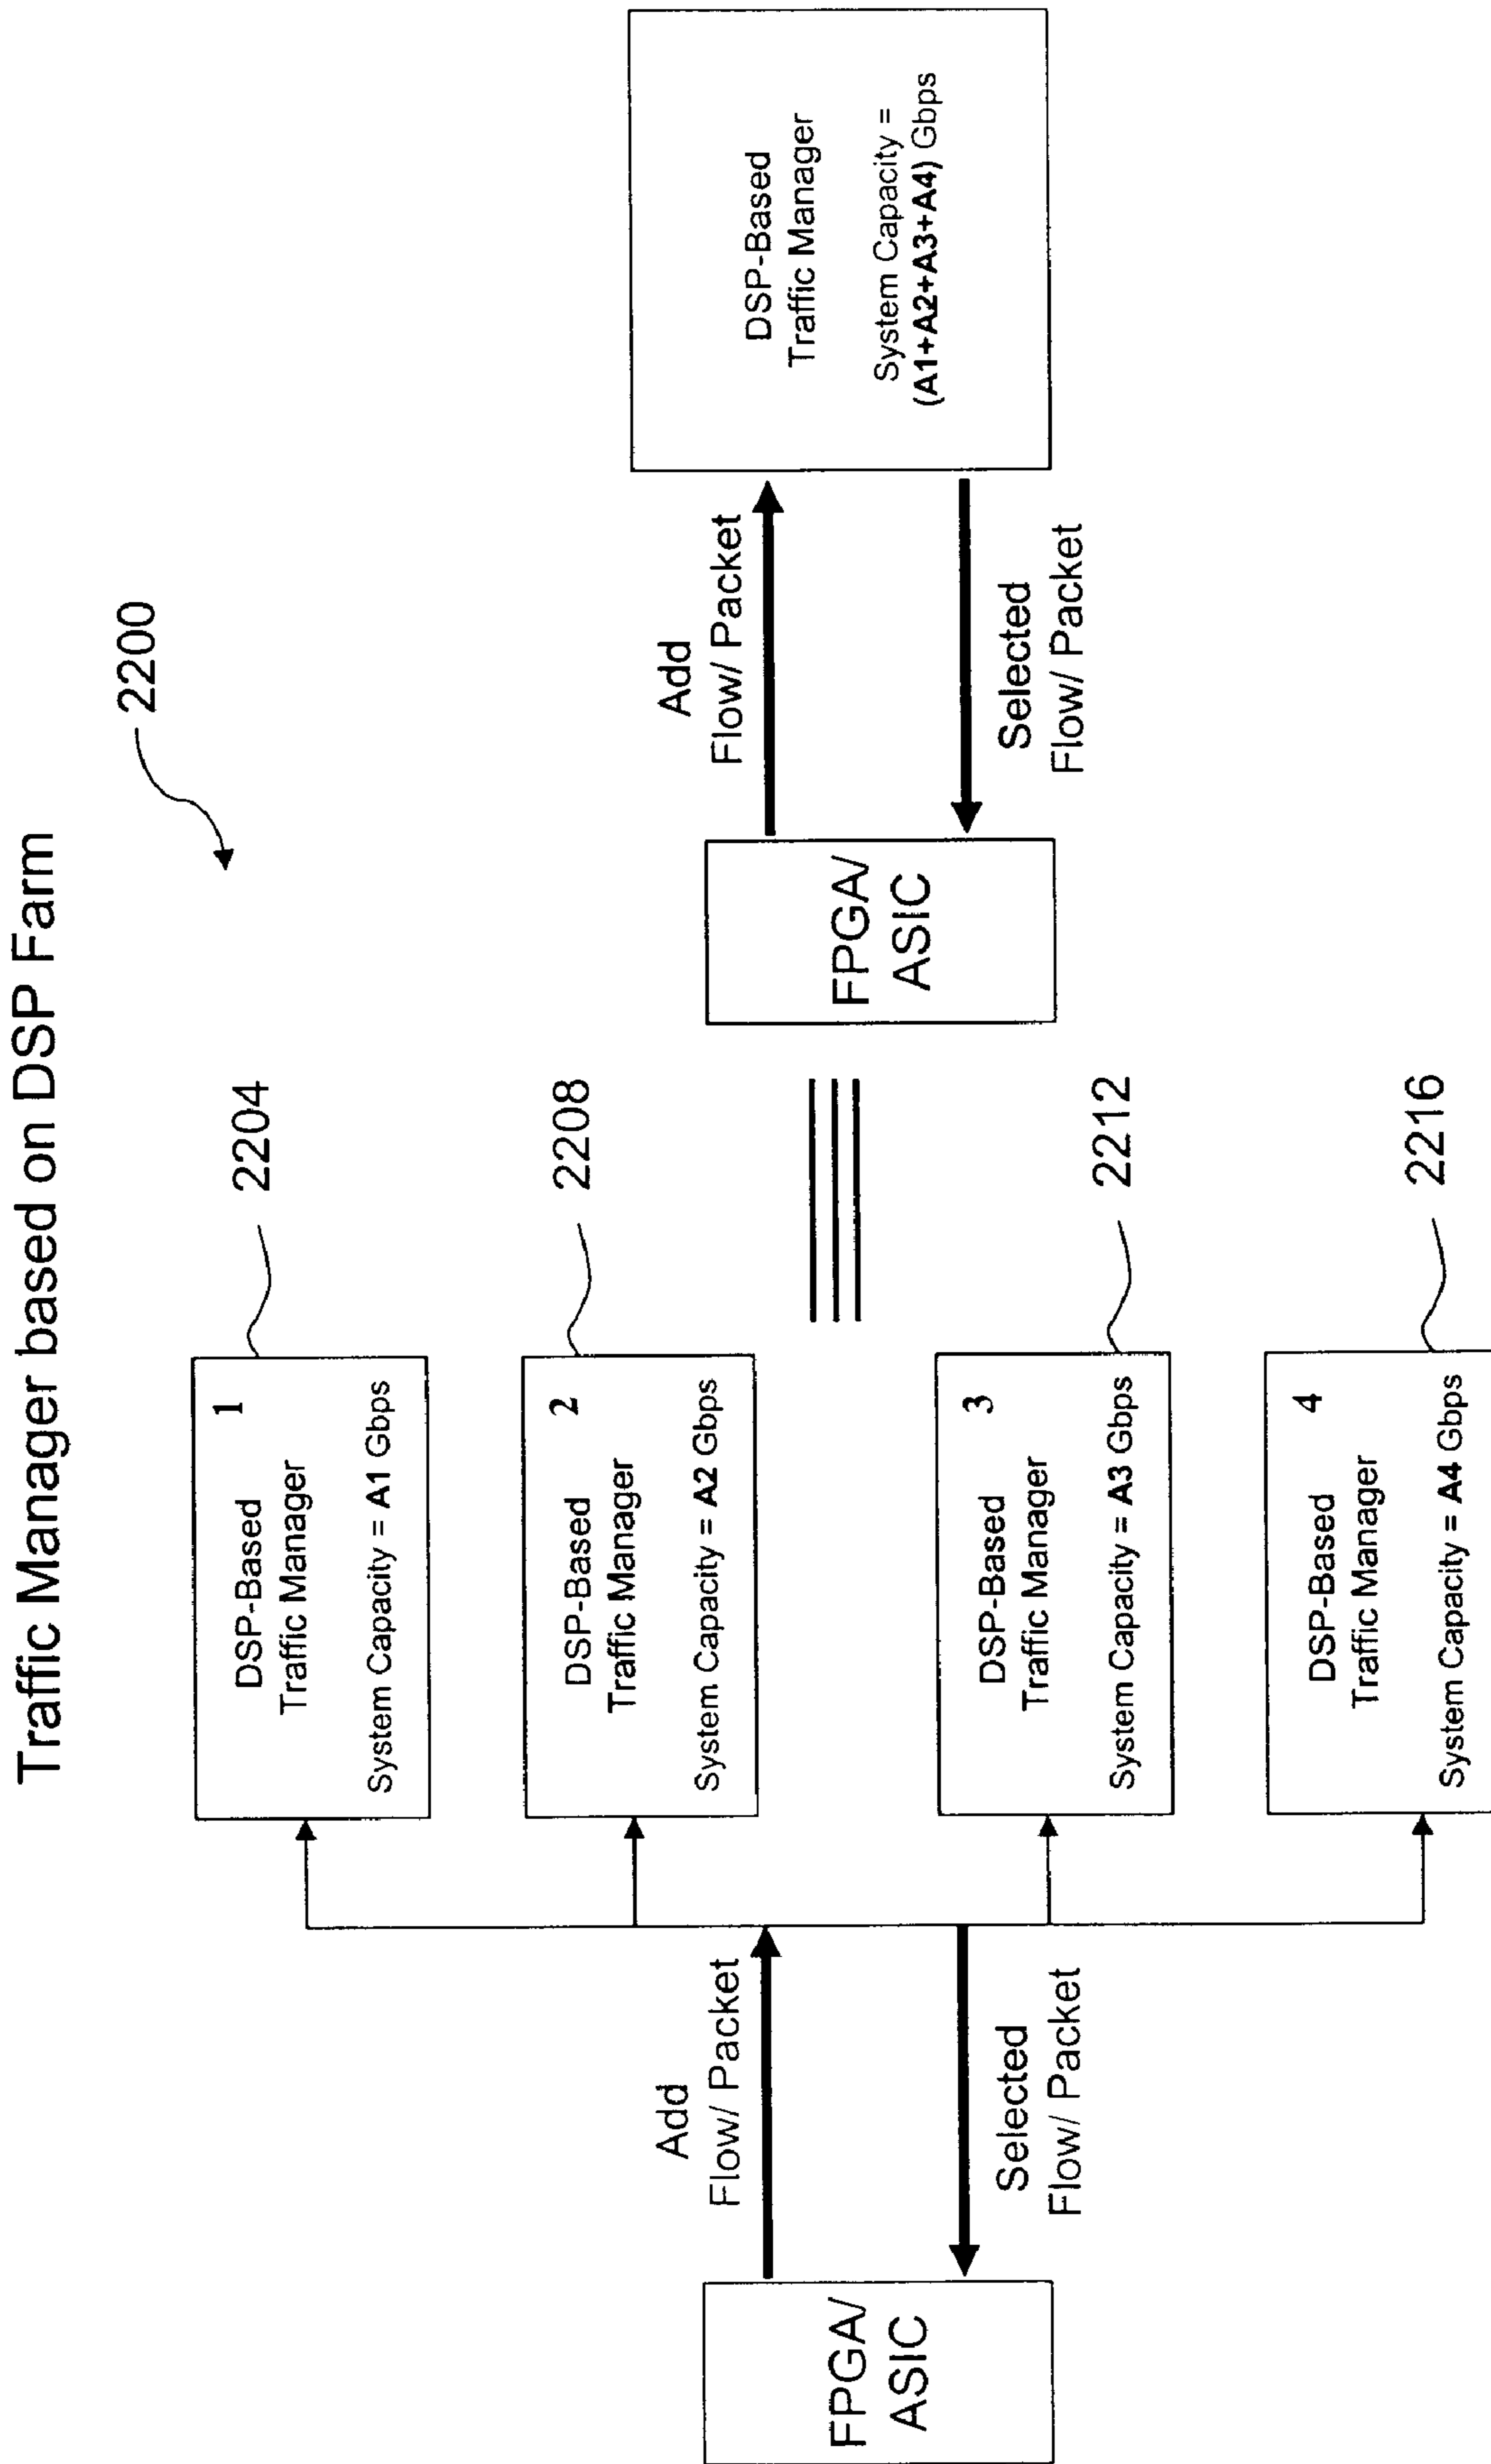 Traffic Manager based on DSP Farm
2200
1
DSP-Based
Traffic Manager
System Capacity = A1 Gbps
2204
2
DSP-Based
Traffic Manager
System Capacity = A2 Gbps
2208
3
DSP-Based
Traffic Manager
System Capacity = A3 Gbps
2212
4
DSP-Based
Traffic Manager
System Capacity = A4 Gbps
2216
FPGA/
ASIC
Add
Flow/ Packet
Selected
Flow/ Packet
FPGA/
ASIC
Add
Flow/ Packet
Selected
Flow/ Packet
DSP-Based
Traffic Manager
System Capacity =
(A1+A2+A3+A4) Gbps